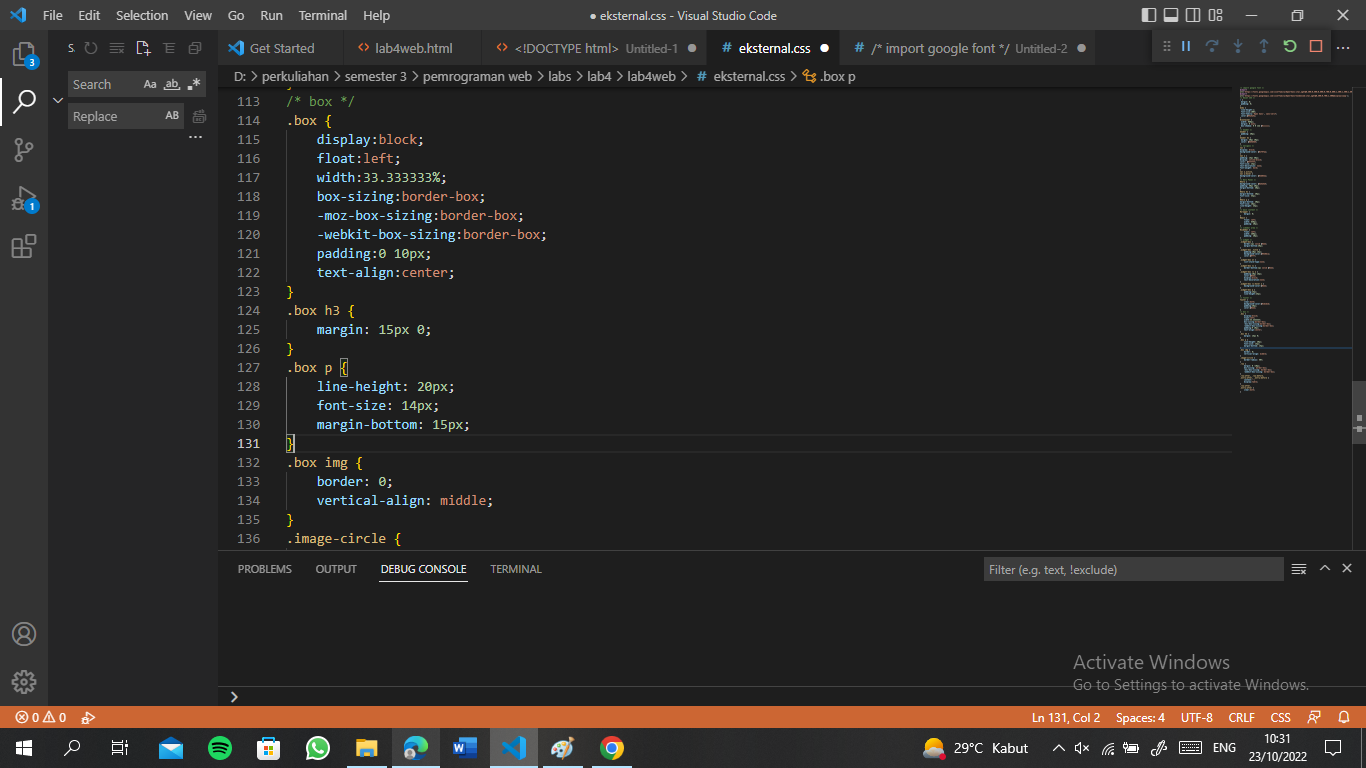 File Edit Selection View Go Run Terminal Help
● eksternal.css - Visual Studio Code
S.
Get Started
lab4web.html
<!DOCTYPE html> Untitled-1
eksternal.css
/* import google font */ Untitled-2
3
1
Search
Aa ab .*
Replace
AB
D: > perkuliahan > semester 3 > pemrograman web > labs > lab4 > lab4web > # eksternal.css > .box p
113 /* box */
114 .box {
115 display:block;
116 float:left;
117 width:33.333333%;
118 box-sizing:border-box;
119 -moz-box-sizing:border-box;
120 -webkit-box-sizing:border-box;
121 padding:0 10px;
122 text-align:center;
123 }
124 .box h3 {
125 margin: 15px 0;
126 }
127 .box p {
128 line-height: 20px;
129 font-size: 14px;
130 margin-bottom: 15px;
131 }
132 .box img {
133 border: 0;
134 vertical-align: middle;
135 }
136 .image-circle {
PROBLEMS OUTPUT DEBUG CONSOLE TERMINAL
Filter (e.g. text, !exclude)
Activate Windows
Go to Settings to activate Windows.
0 0
Ln 131, Col 2 Spaces: 4 UTF-8 CRLF CSS
29°C Kabut
ENG
10:31
23/10/2022